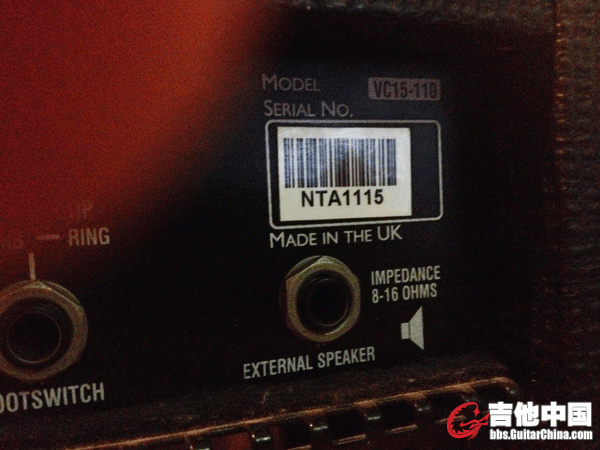 MODEL VC15-110
SERIAL NO.
NTA1115
MADE IN THE UK
RING
IMPEDANCE
8-16 OHMS
EXTERNAL SPEAKER
OOTSWITCH
吉他中国
bbs.GuitarChina.com